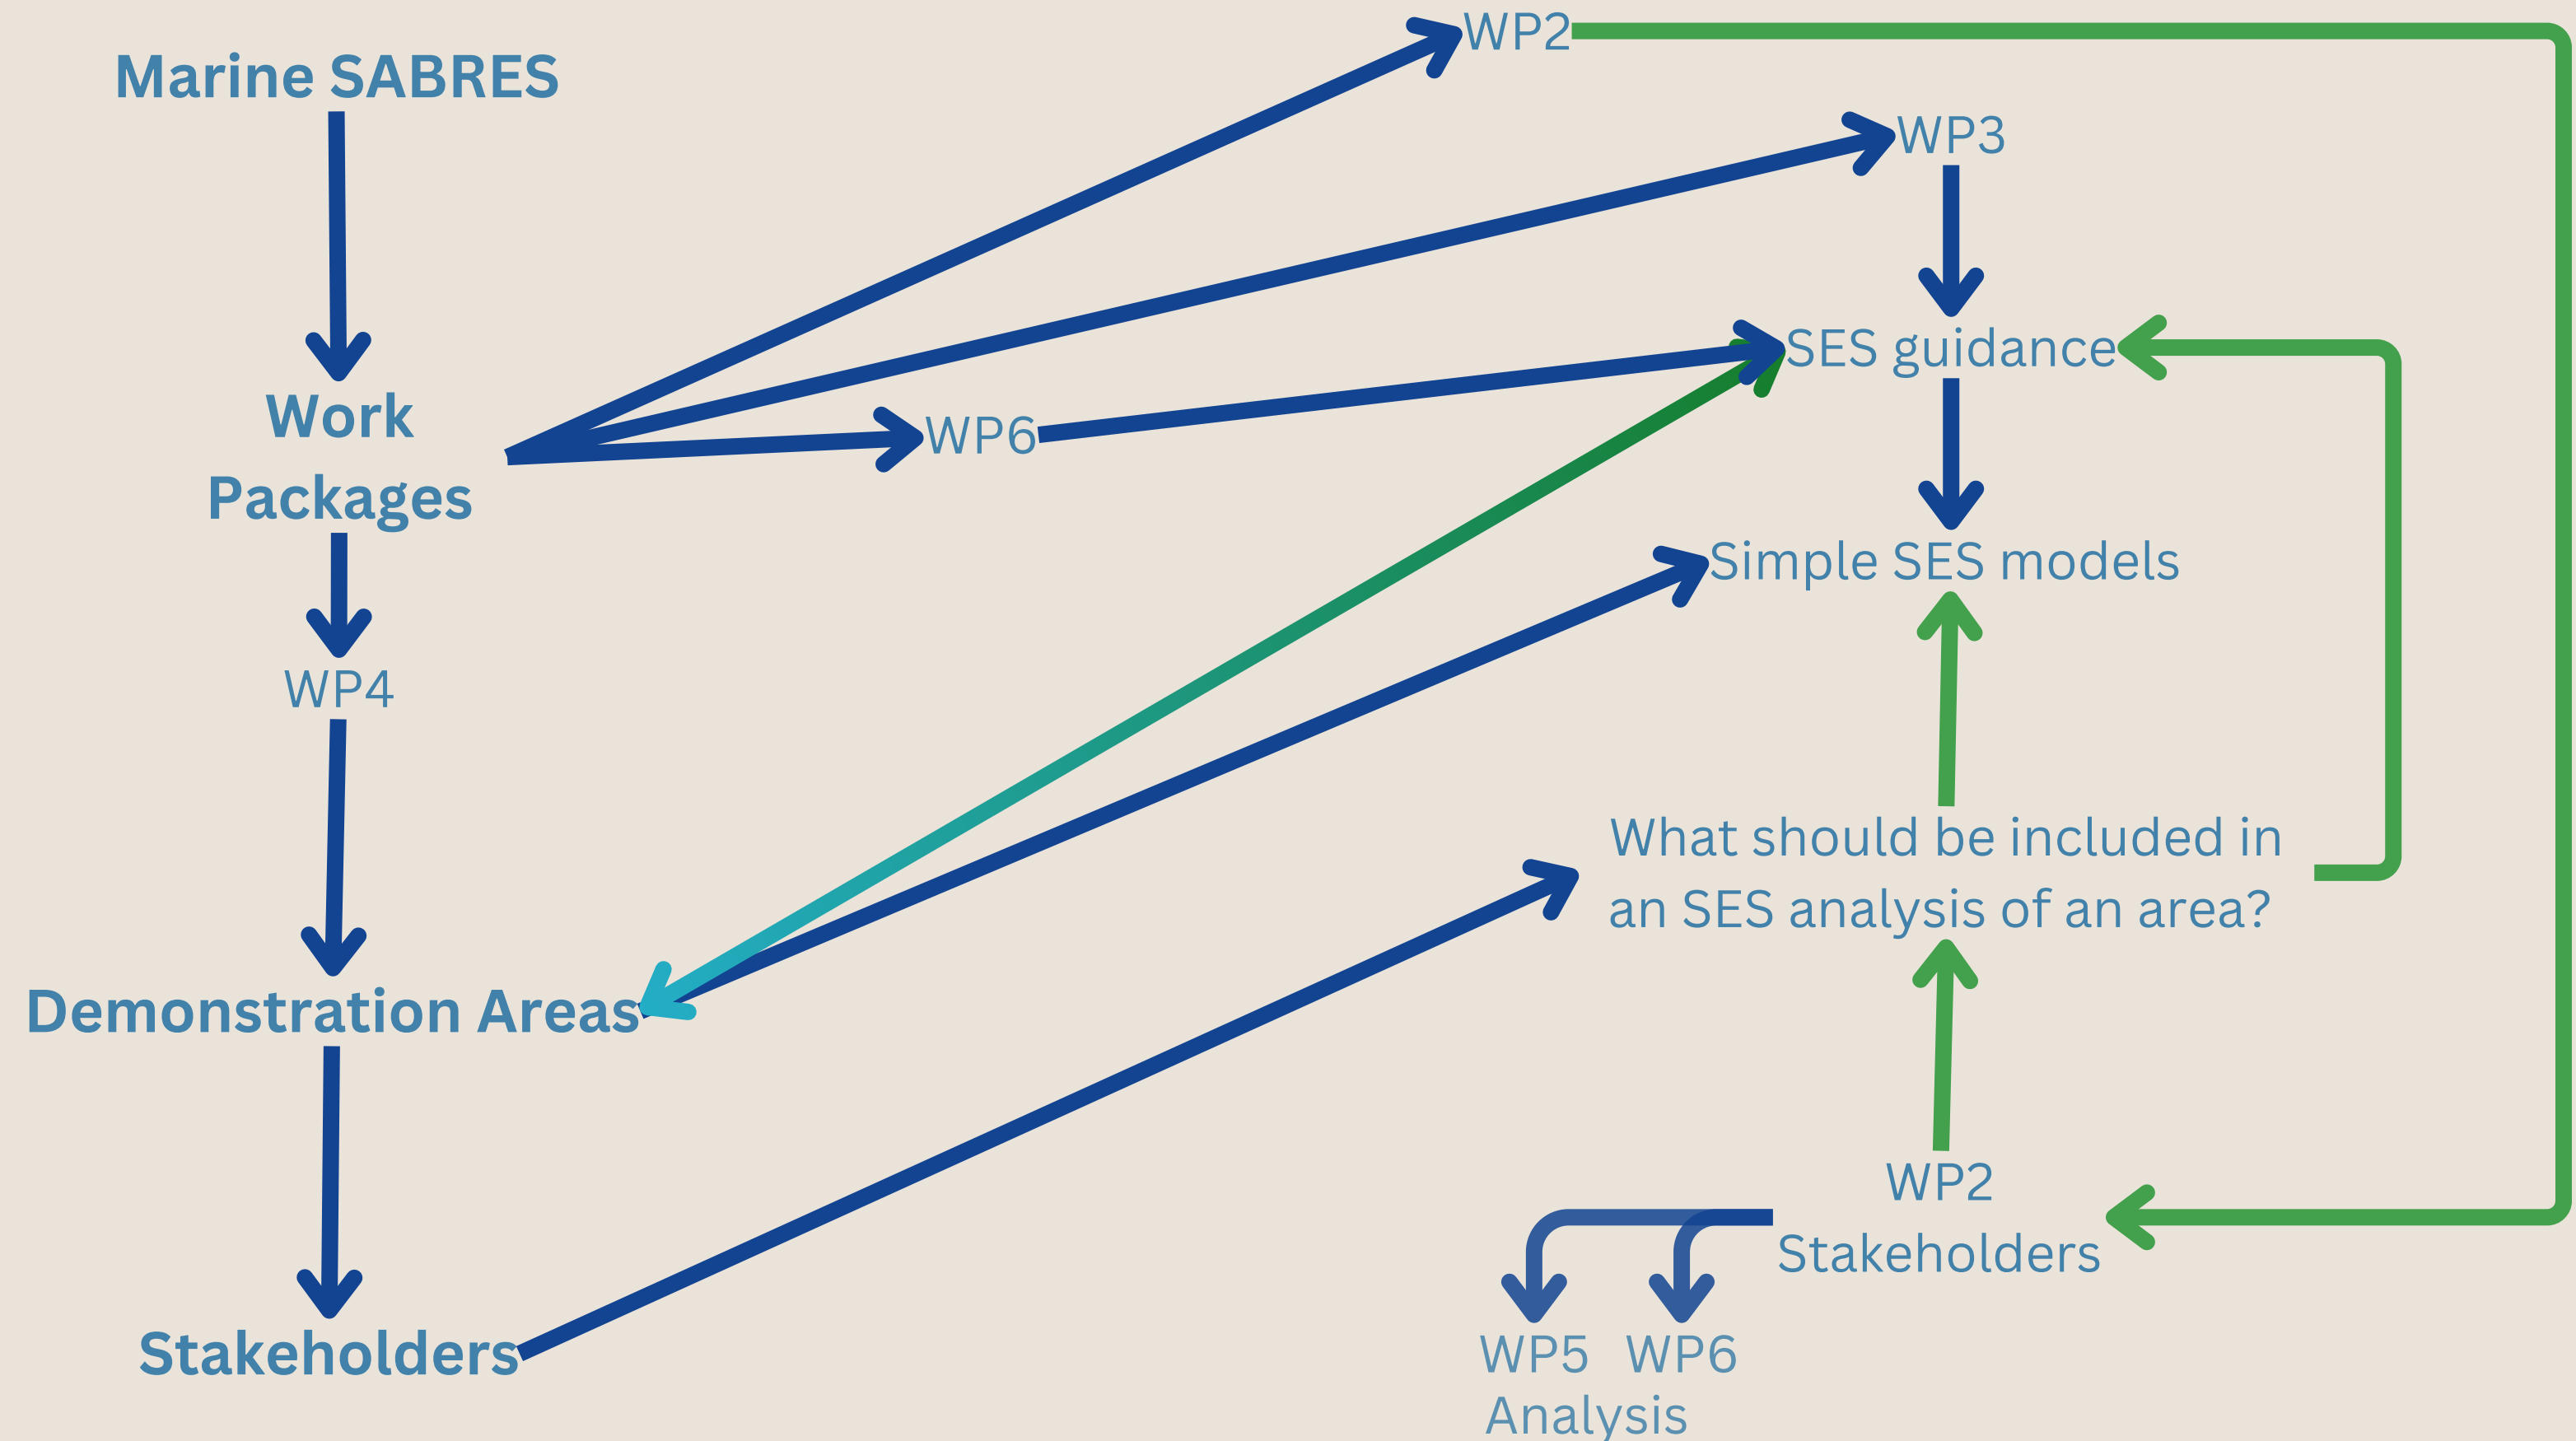 Marine SABRES
WP2
WP3
SES guidance
Work
Packages
WP6
Simple SES models
WP4
What should be included in
an SES analysis of an area?
Demonstration Areas
WP2
Stakeholders
Stakeholders
WP5 WP6
Analysis